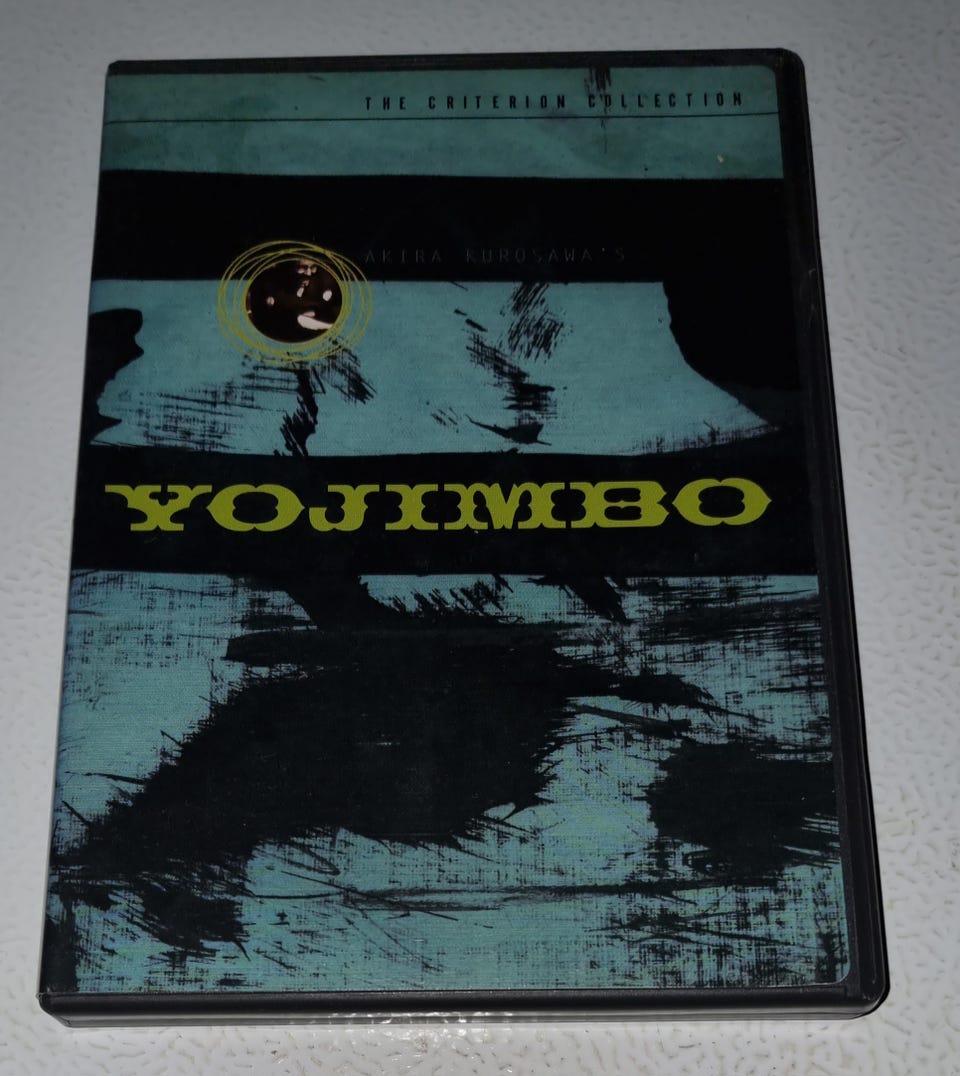 THE CRITERION COLLECTION
AKIRA KUROSAWA'S
YOJIMBO